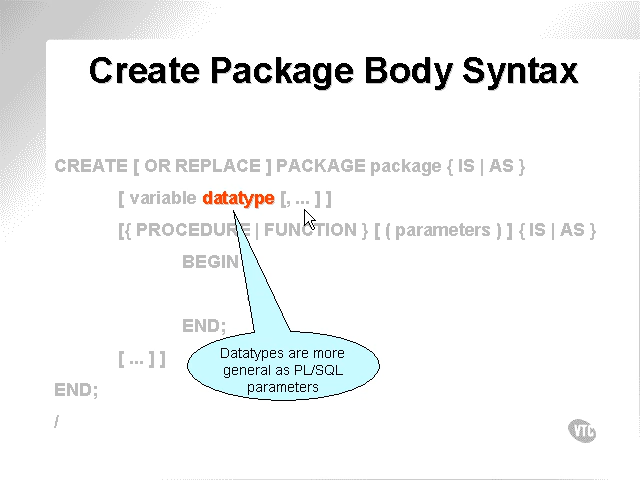 Create Package Body Syntax
CREATE [ OR REPLACE ] PACKAGE package { IS | AS }
[ variable datatype [, ... ] ]
[{ PROCEDURE | FUNCTION } [ ( parameters ) ] { IS | AS }
BEGIN
END;
[ ... ] ]
Datatypes are more
general as PL/SQL
parameters
END;
/
VTC